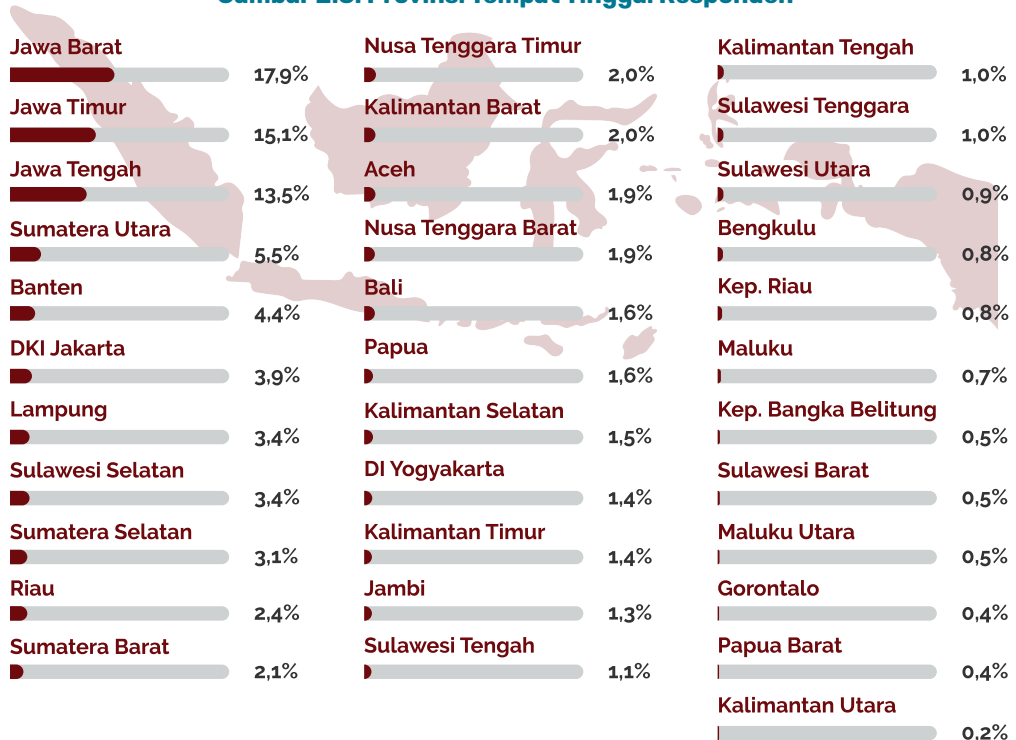 Jawa Barat
17,9%
Jawa Timur
15,1%
Jawa Tengah
13,5%
Sumatera Utara
5,5%
Banten
4,4%
DKI Jakarta
3,9%
Lampung
3,4%
Sulawesi Selatan
3,4%
Sumatera Selatan
3,1%
Riau
2,4%
Sumatera Barat
2,1%
Nusa Tenggara Timur
2,0%
Kalimantan Barat
2,0%
Aceh
1,9%
Nusa Tenggara Barat
1,9%
Bali
1,6%
Papua
1,6%
Kalimantan Selatan
1,5%
DI Yogyakarta
1,4%
Kalimantan Timur
1,4%
Jambi
1,3%
Sulawesi Tengah
1,1%
Kalimantan Tengah
1,0%
Sulawesi Tenggara
1,0%
Sulawesi Utara
0,9%
Bengkulu
0,8%
Kep. Riau
0,8%
Maluku
0,7%
Kep. Bangka Belitung
0,5%
Sulawesi Barat
0,5%
Maluku Utara
0,5%
Gorontalo
0,4%
Papua Barat
0,4%
Kalimantan Utara
0,2%